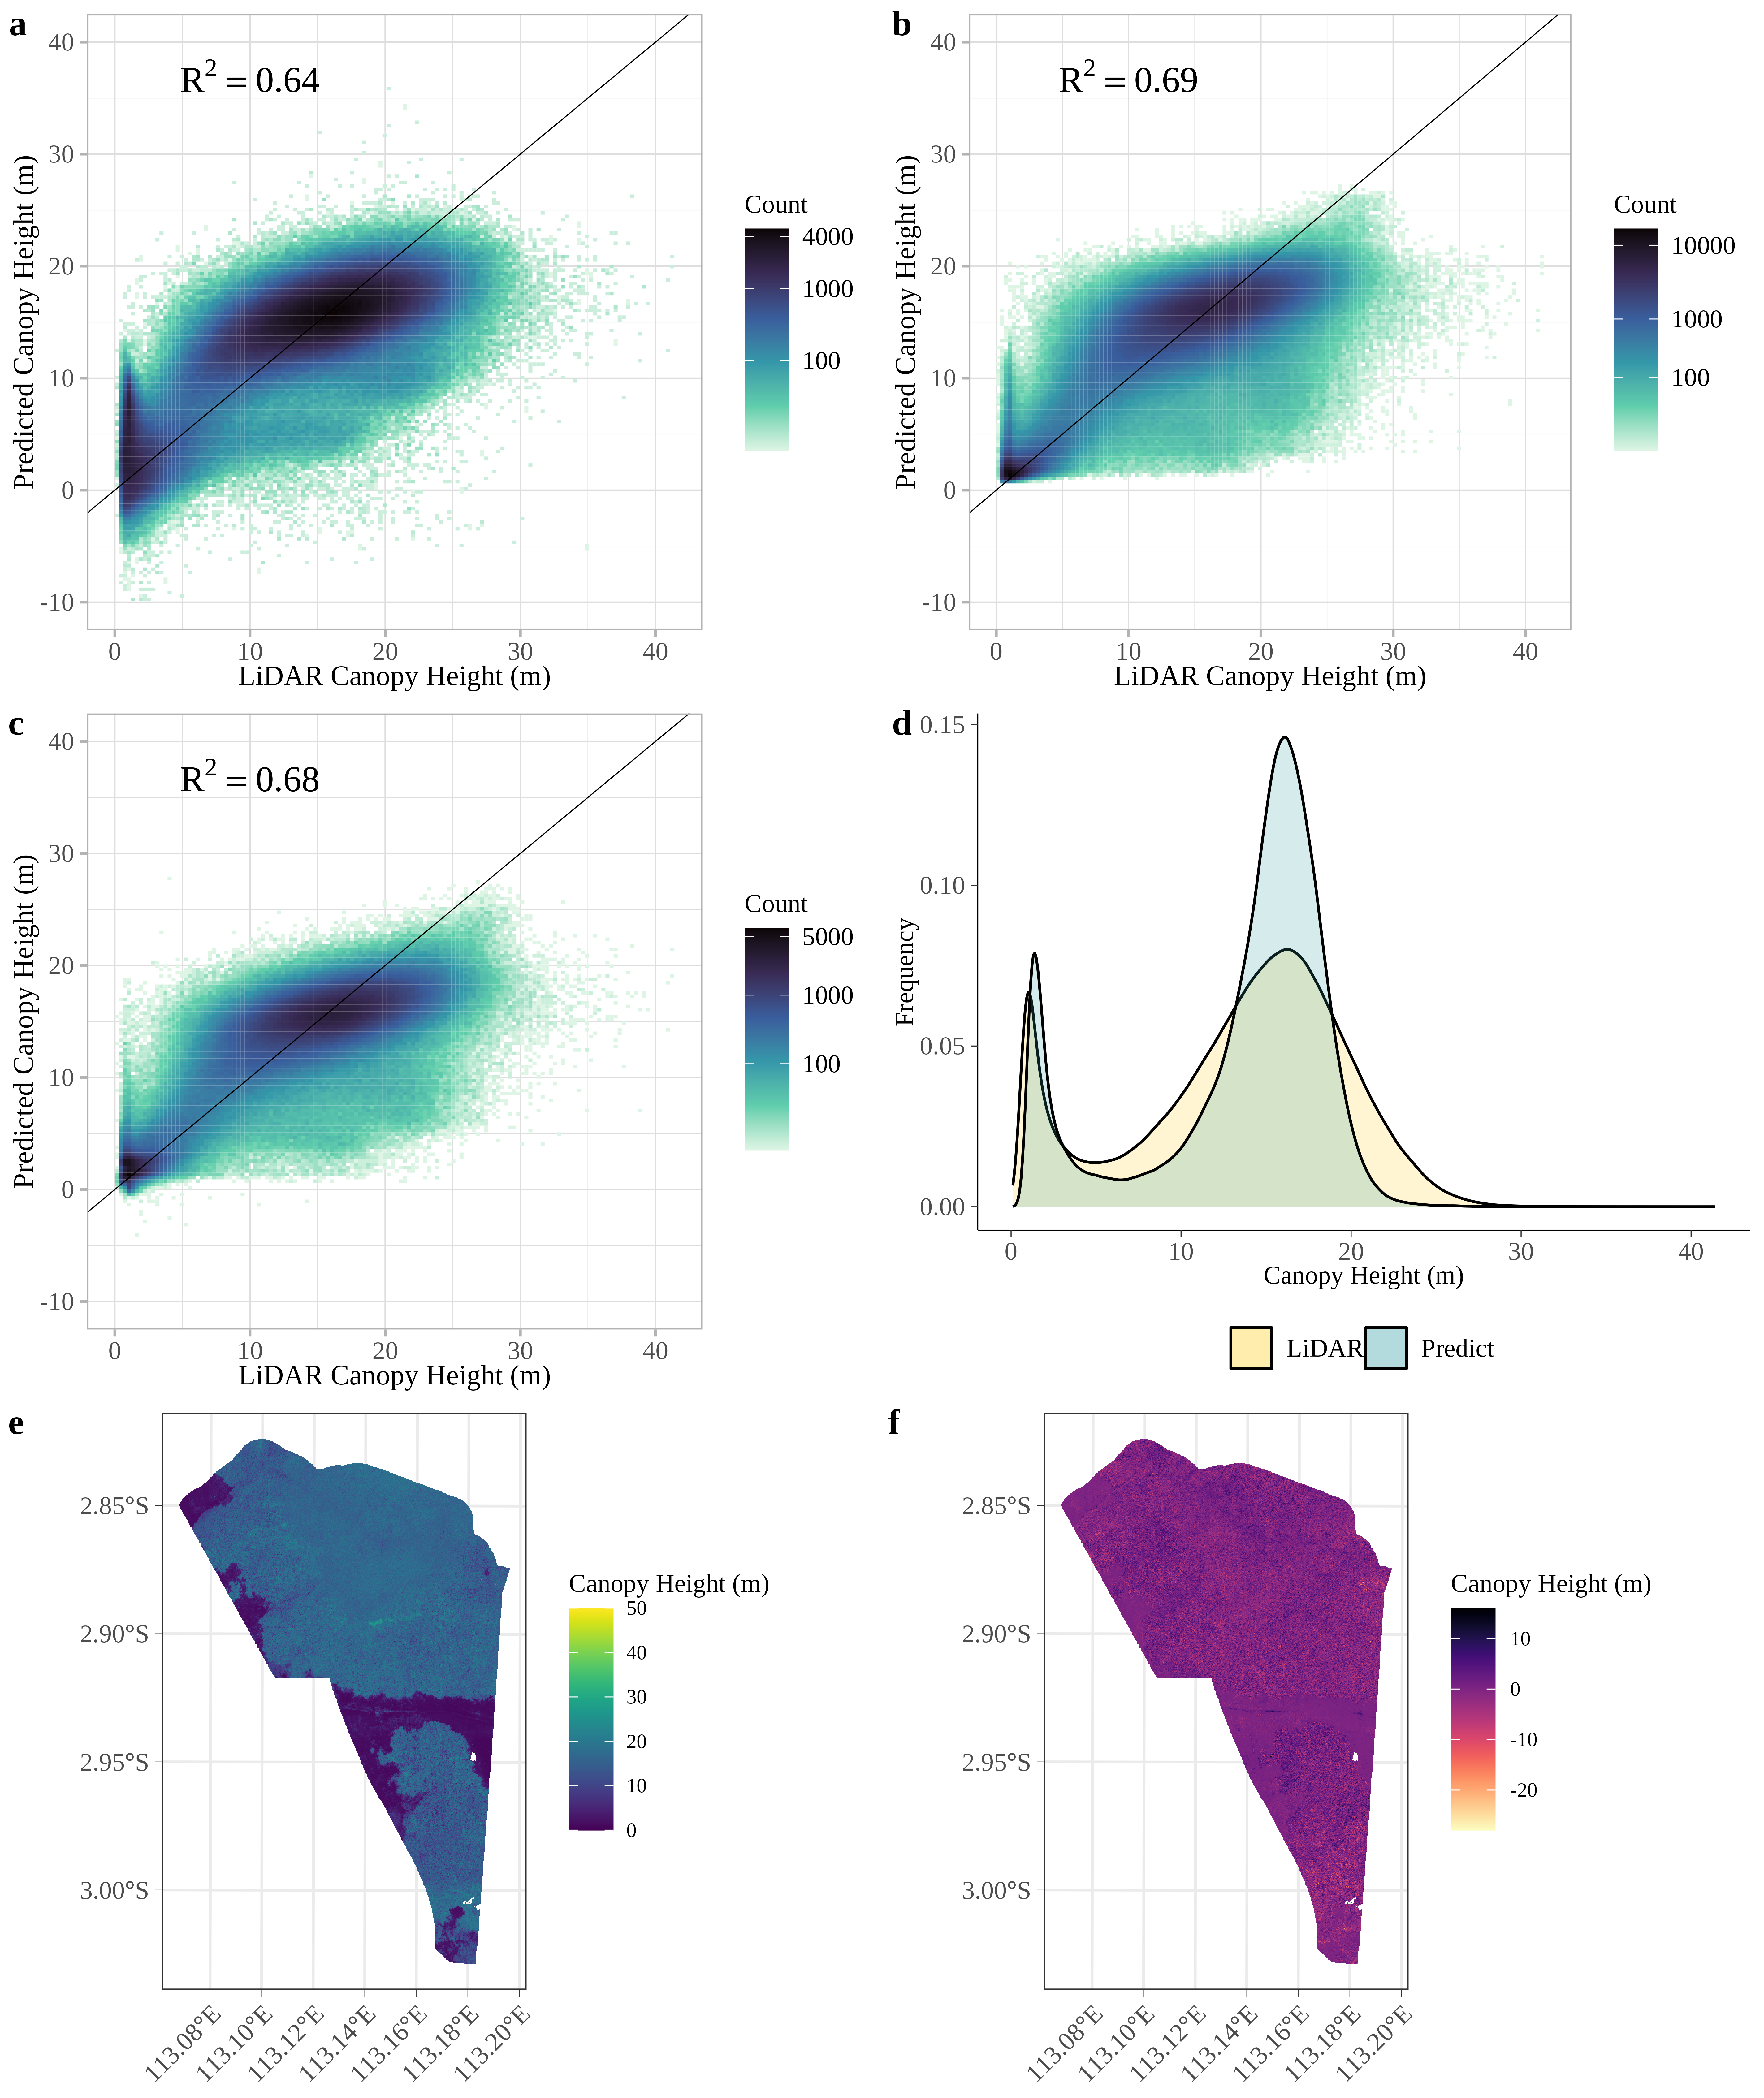 a
40
30
20
10
0
-10
R² = 0.64
Predicted Canopy Height (m)
0 10 20 30 40
LiDAR Canopy Height (m)
Count
4000
1000
100
b
40
30
20
10
0
-10
R² = 0.69
Predicted Canopy Height (m)
0 10 20 30 40
LiDAR Canopy Height (m)
Count
10000
1000
100
c
40
30
20
10
0
-10
R² = 0.68
Predicted Canopy Height (m)
0 10 20 30 40
LiDAR Canopy Height (m)
Count
5000
1000
100
d
0.15
0.10
0.05
0.00
Frequency
0 10 20 30 40
Canopy Height (m)
LiDAR Predict
e
2.85°S
2.90°S
2.95°S
3.00°S
113.08°E 113.10°E 113.12°E 113.14°E 113.16°E 113.18°E 113.20°E
Canopy Height (m)
50
40
30
20
10
0
f
2.85°S
2.90°S
2.95°S
3.00°S
113.08°E 113.10°E 113.12°E 113.14°E 113.16°E 113.18°E 113.20°E
Canopy Height (m)
10
0
-10
-20